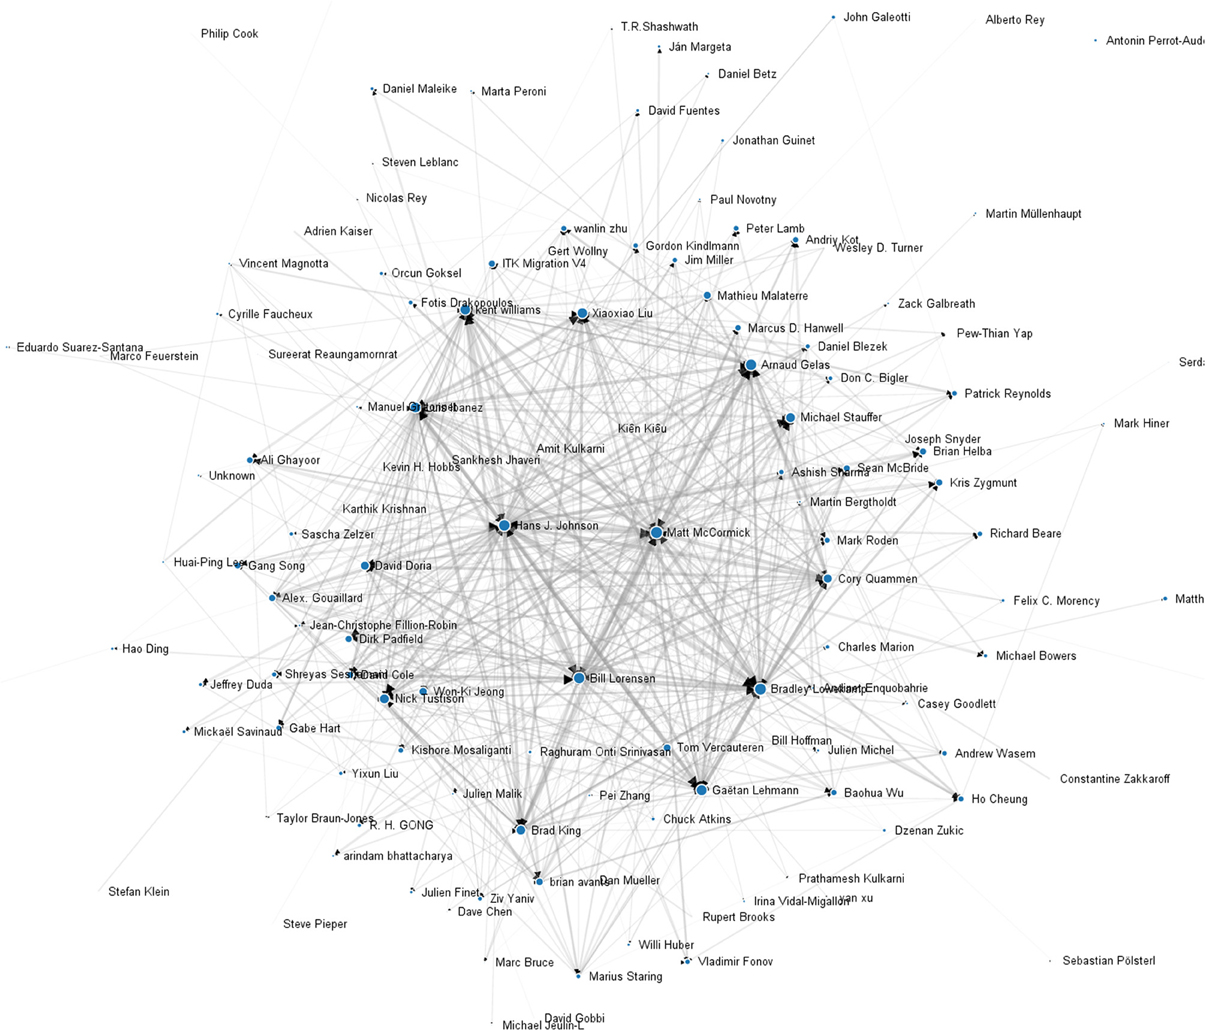 John Galeotti
Alberto Rey
T.R.Shashwath
Philip Cook
Antonin Perrot-Aud
Ján Margeta
Daniel Betz
Daniel Maleike
Marta Peroni
David Fuentes
Jonathan Guinet
Steven Leblanc
Nicolas Rey
Paul Novotny
Martin Müllenhaupt
Adrien Kaiser
wanlin zhu
Peter Lamb
Andriy Kot
Gordon Kindlmann
Wesley D. Turner
Gert Wollny
Jim Miller
Vincent Magnotta
ITK Migration V4
Orcun Goksel
Mathieu Malaterre
Fotis Drakopoulos
Zack Galbreath
kent williams
Xiaoxiao Liu
Cyrille Faucheux
Marcus D. Hanwell
Pew-Thian Yap
Eduardo Suarez-Santana
Daniel Blezek
Marco Feuerstein
Sureerat Reaungamornrat
Serd
Arnaud Gelas
Don C. Bigler
Patrick Reynolds
Manuel
Luis Ibanez
Michael Stauffer
Mark Hiner
Kiên Kiêu
Joseph Snyder
Amit Kulkarni
Brian Helba
Ali Ghayoor
Sankhesh Jhaveri
Kevin H. Hobbs
Sean McBride
Ashish Sharma
Unknown
Kris Zygmunt
Martin Bergtholdt
Karthik Krishnan
Hans J. Johnson
Matt McCormick
Sascha Zelzer
Richard Beare
Mark Roden
Huai-Ping Lee
Gang Song
David Doria
Cory Quammen
Alex. Gouaillard
Felix C. Morency
Matth
Jean-Christophe Fillion-Robin
Dirk Padfield
Hao Ding
Charles Marion
Michael Bowers
Shreyas
David Cole
Bill Lorensen
Jeffrey Duda
Bradley Lowekamp
Andinet Enquobahrie
Won-Ki Jeong
Nick Tustison
Casey Goodlett
Gabe Hart
Mickaël Savinaud
Bill Hoffman
Kishore Mosaliganti
Raghuram Onti Srinivasan
Tom Vercauteren
Julien Michel
Andrew Wasem
Yixun Liu
Constantine Zakkaroff
Gaëtan Lehmann
Baohua Wu
Julien Malik
Pei Zhang
Ho Cheung
Taylor Braun-Jones
R. H. GONG
Chuck Atkins
Brad King
Dzenan Zukic
arindam bhattacharya
Prathamesh Kulkarni
brian avants
Dan Mueller
Stefan Klein
Julien Finet
Ziv Yaniv
Irina Vidal-Migallon
yan xu
Dave Chen
Rupert Brooks
Steve Pieper
Willi Huber
Marc Bruce
Vladimir Fonov
Sebastian Pölsterl
Marius Staring
David Gobbi
Michael Jeulin-L